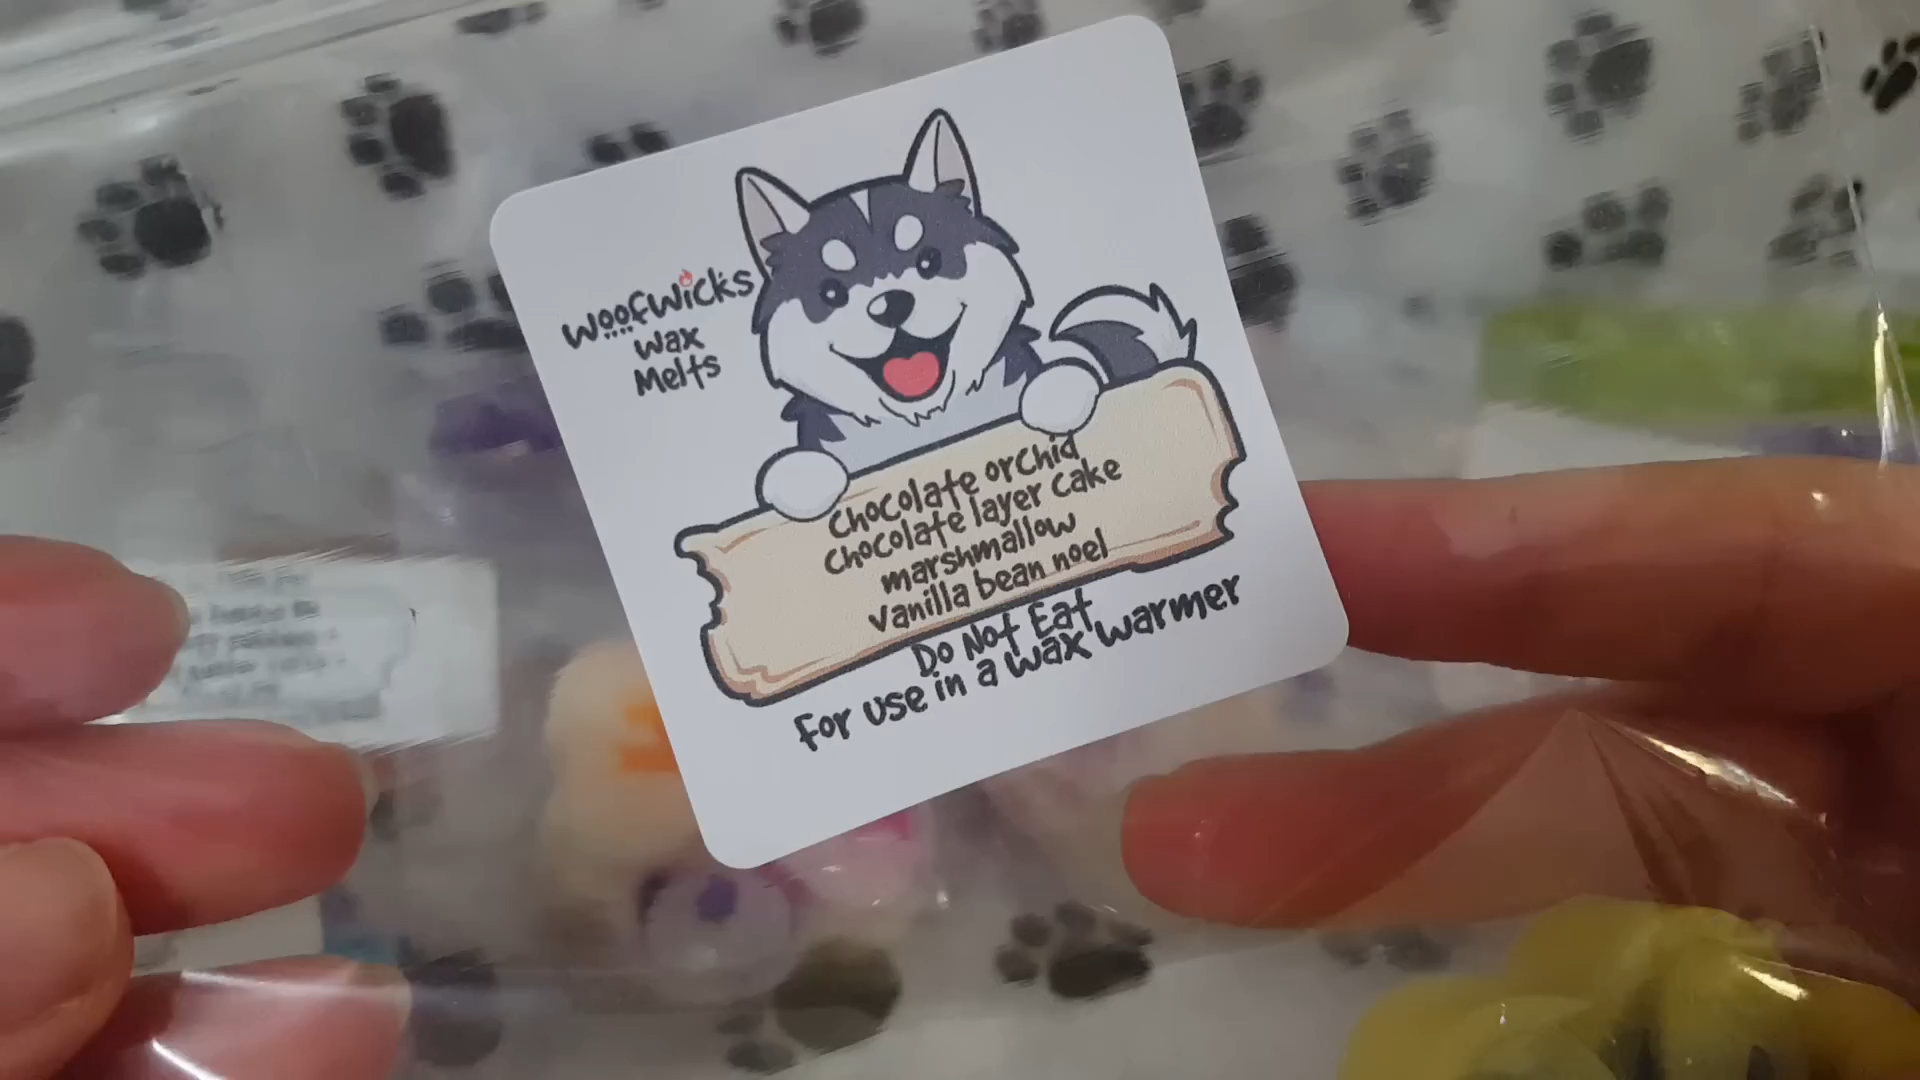 woofwicks
wax
melts
Chocolate orchid
Chocolate layer cake
marshmallow
vanilla bean noel
Do Not Eat
For use in a wax warmer